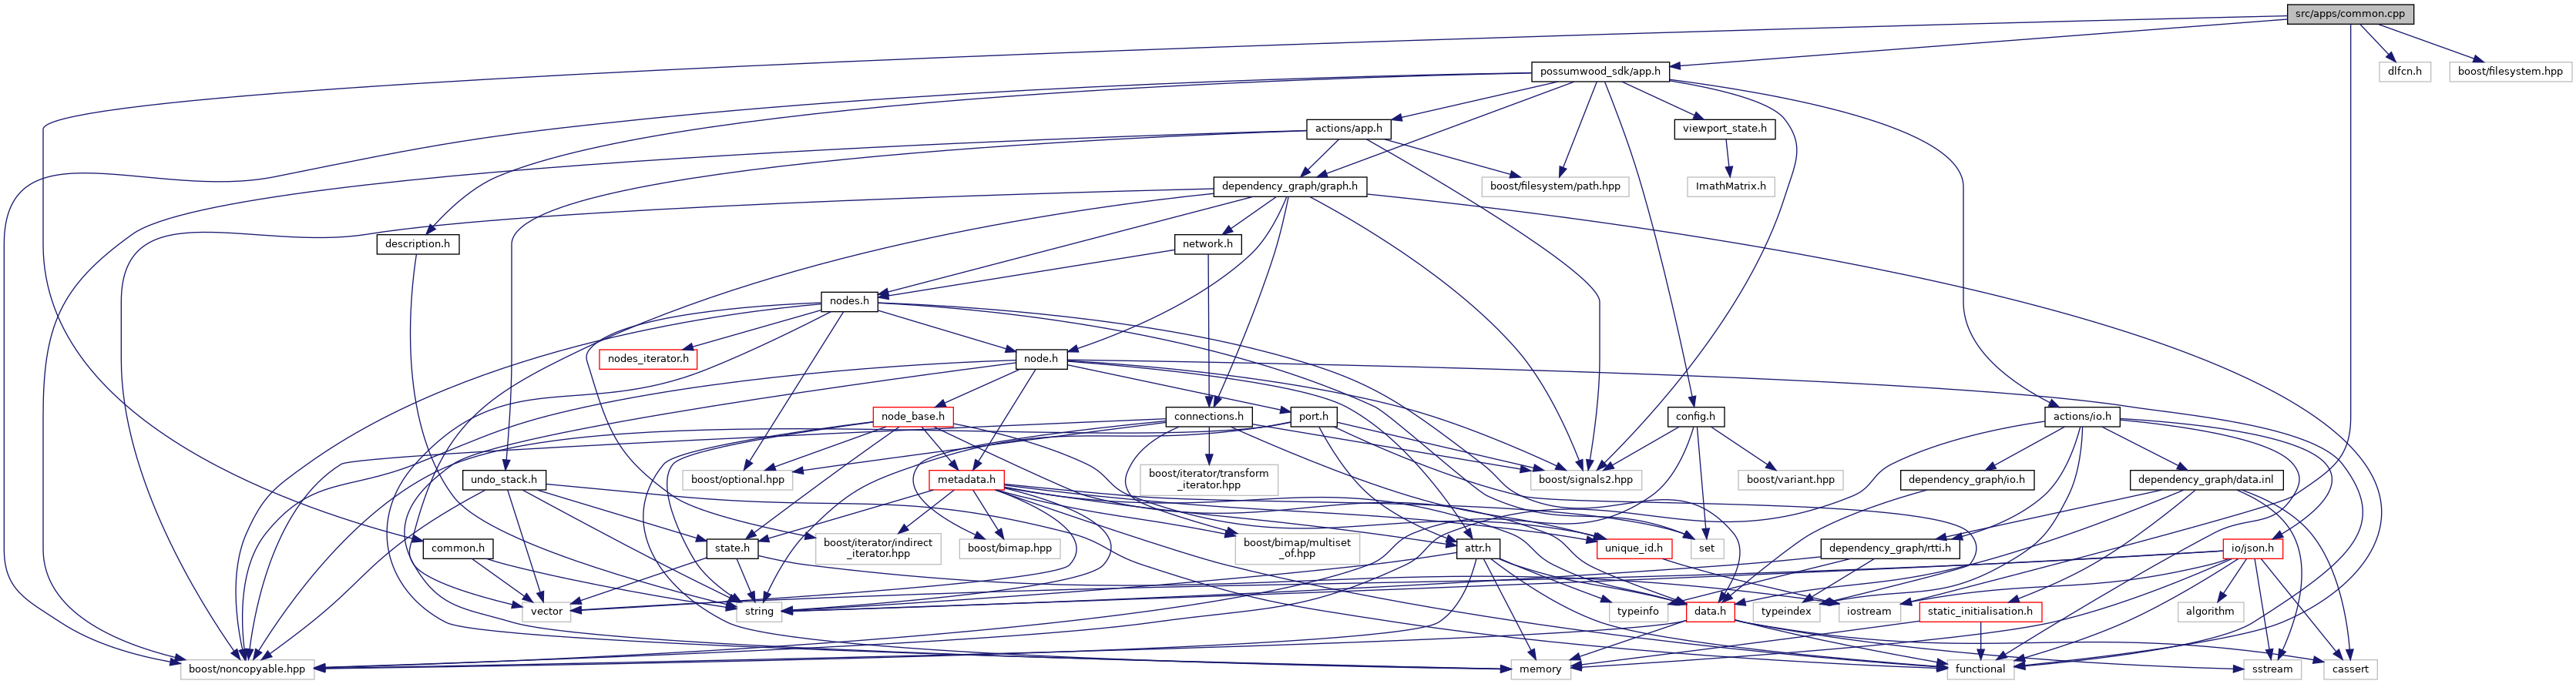 src/apps/common.cpp
possumwood_sdk/app.h
dlfcn.h
boost/filesystem.hpp
actions/app.h
viewport_state.h
dependency_graph/graph.h
boost/filesystem/path.hpp
ImathMatrix.h
description.h
network.h
nodes.h
nodes_iterator.h
node.h
node_base.h
connections.h
port.h
config.h
actions/io.h
undo_stack.h
boost/optional.hpp
metadata.h
boost/iterator/transform
_iterator.hpp
boost/signals2.hpp
boost/variant.hpp
dependency_graph/io.h
dependency_graph/data.inl
common.h
state.h
boost/iterator/indirect
_iterator.hpp
boost/bimap.hpp
boost/bimap/multiset
_of.hpp
attr.h
unique_id.h
set
dependency_graph/rtti.h
io/json.h
vector
string
typeinfo
data.h
typeindex
iostream
static_initialisation.h
algorithm
boost/noncopyable.hpp
memory
functional
sstream
cassert